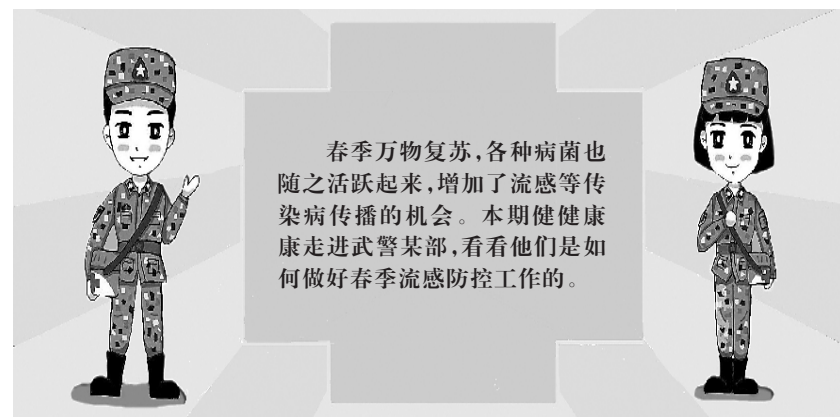 春季万物复苏,各种病菌也
随之活跃起来,增加了流感等传
染病传播的机会。本期健健康
康走进武警某部,看看他们是如
何做好春季流感防控工作的。